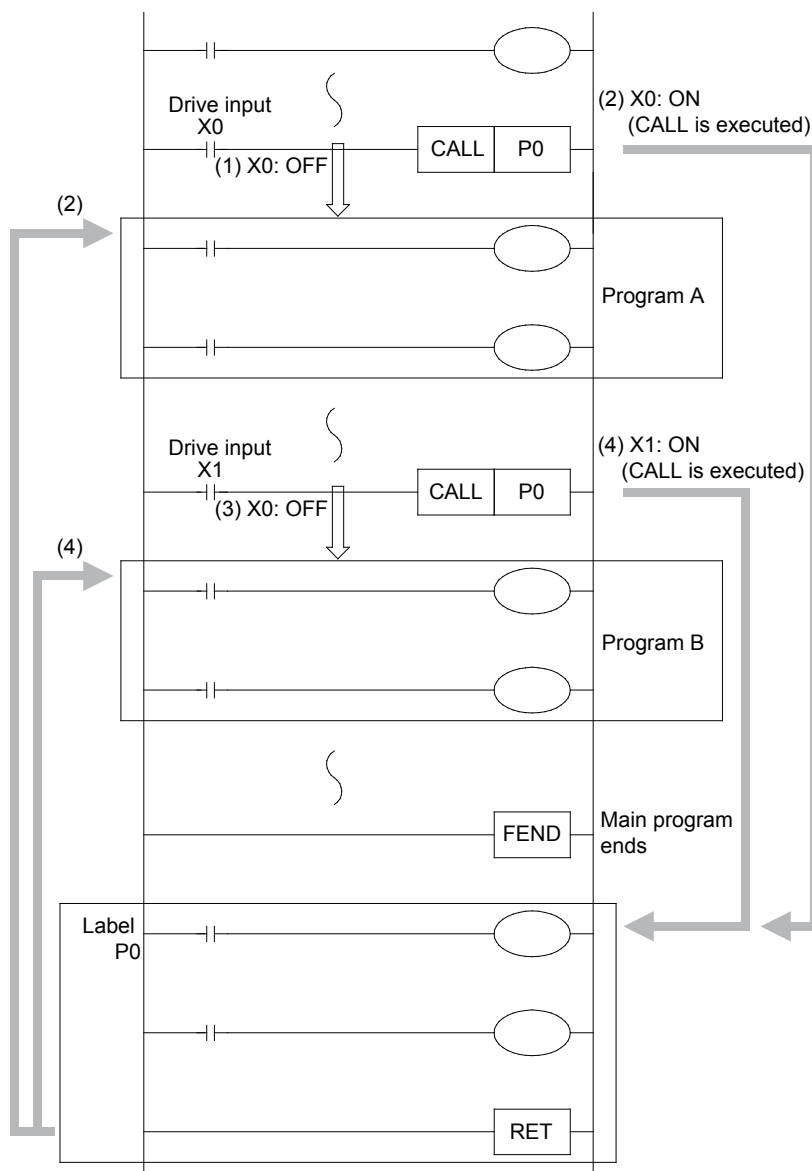 Drive input
X0
(1) X0: OFF
CALL P0
(2) X0: ON
(CALL is executed)
(2)
Program A
Drive input
X1
(3) X0: OFF
CALL P0
(4) X1: ON
(CALL is executed)
(4)
Program B
FEND
Main program
ends
Label
P0
RET